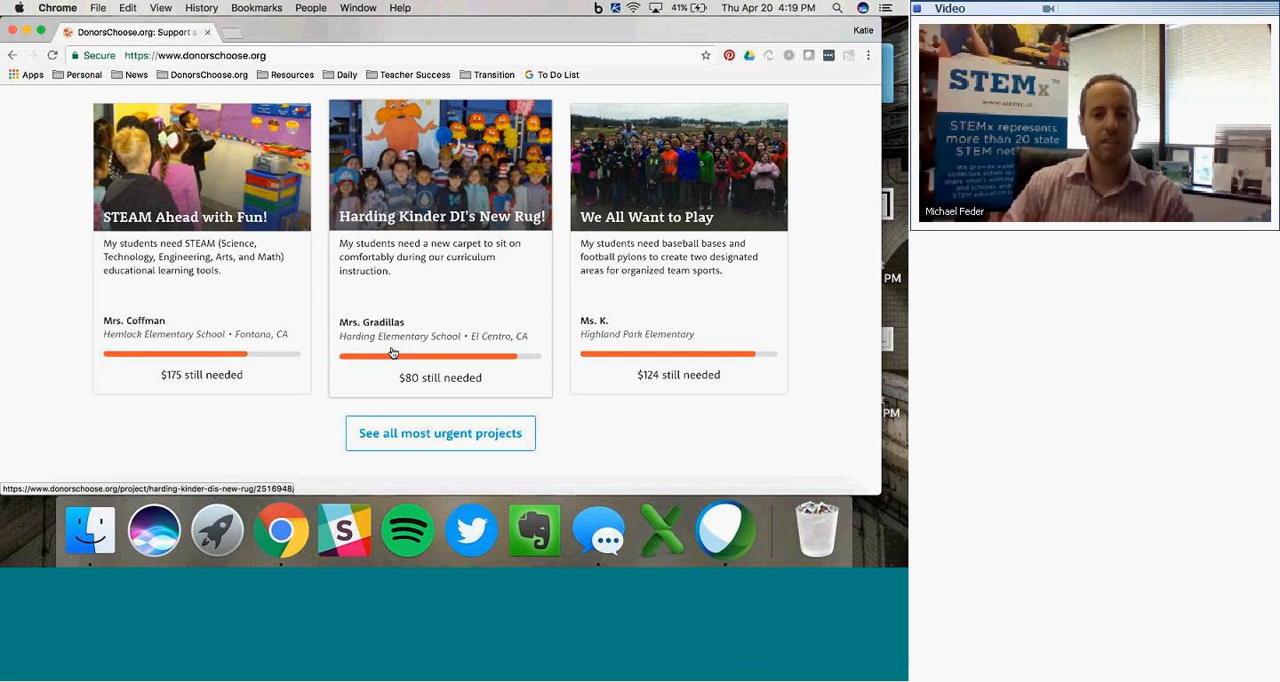 Chrome File Edit View History Bookmarks People Window Help
41% Thu Apr 20 4:19 PM
DonorsChoose.org: Support a
Katie
Secure https://www.donorschoose.org
Apps Personal News DonorsChoose.org Resources Daily Teacher Success Transition To Do List
STEAM Ahead with Fun!
My students need STEAM (Science,
Technology, Engineering, Arts, and Math)
educational learning tools.
Mrs. Coffman
Hemlock Elementary School • Fontana, CA
$175 still needed
Harding Kinder DI's New Rug!
My students need a new carpet to sit on
comfortably during our curriculum
instruction.
Mrs. Gradillas
Harding Elementary School • El Centro, CA
$80 still needed
We All Want to Play
My students need baseball bases and
football pylons to create two designated
areas for organized team sports.
Ms. K.
Highland Park Elementary
$124 still needed
See all most urgent projects
https://www.donorschoose.org/project/harding-kinder-dis-new-rug/2516948
PM
PM
Video
STEMx™
STEMx represents
more than 20 state
STEM
Michael Feder